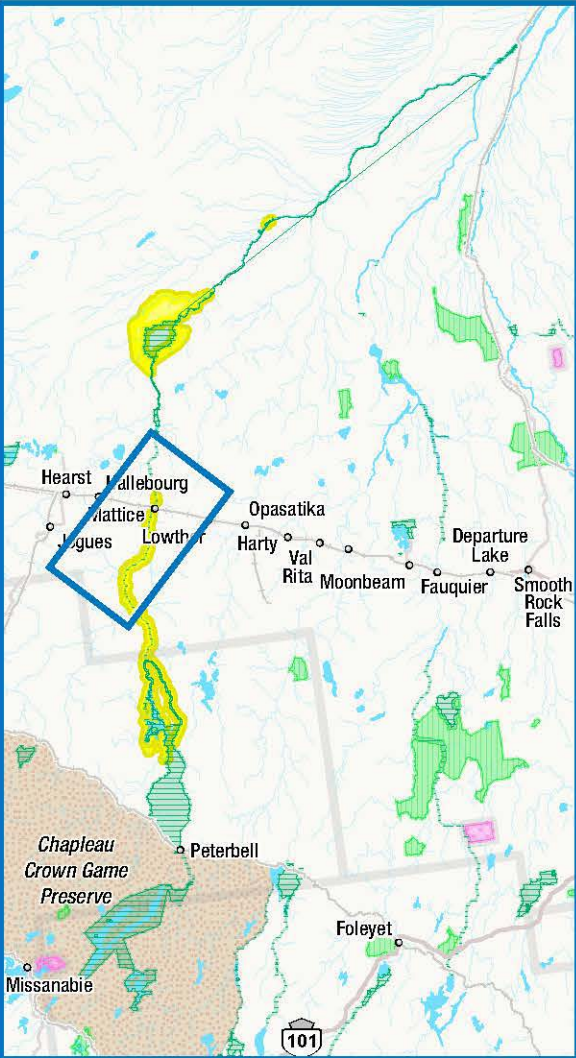 Hearst
Hallebourg
Mattice
Jogues
Lowther
Opasatika
Harty
Val
Rita
Moonbeam
Departure
Lake
Fauquier
Smooth
Rock
Falls
Chapleau
Crown Game
Preserve
Peterbell
Foleyet
Missanabie
101